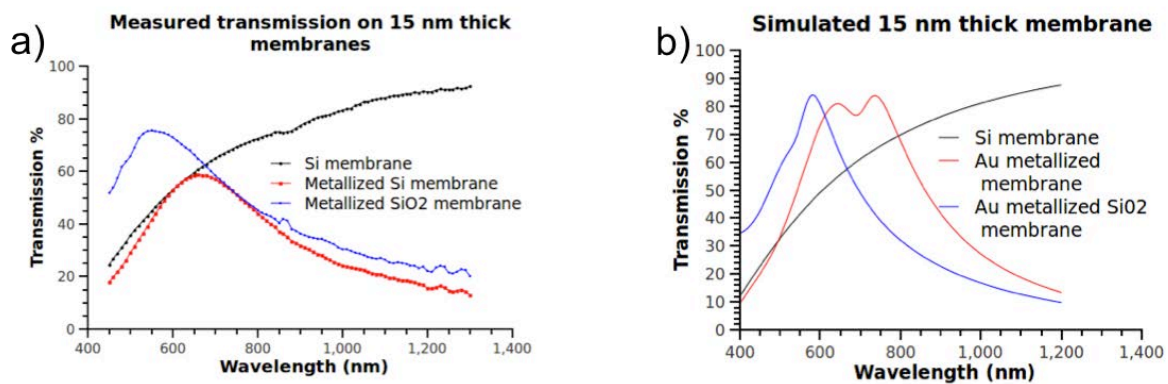 a)
Measured transmission on 15 nm thick
membranes
Transmission %
100
80
60
40
20
0
Si membrane
Metallized Si membrane
Metallized SiO2 membrane
400
600
800
1,000
1,200
1,400
Wavelength (nm)
b)
Simulated 15 nm thick membrane
Transmission %
100
90
80
70
60
50
40
30
20
10
0
Si membrane
Au metallized
membrane
Au metallized Si02
membrane
400
600
800
1,000
1,200
1,400
Wavelength (nm)